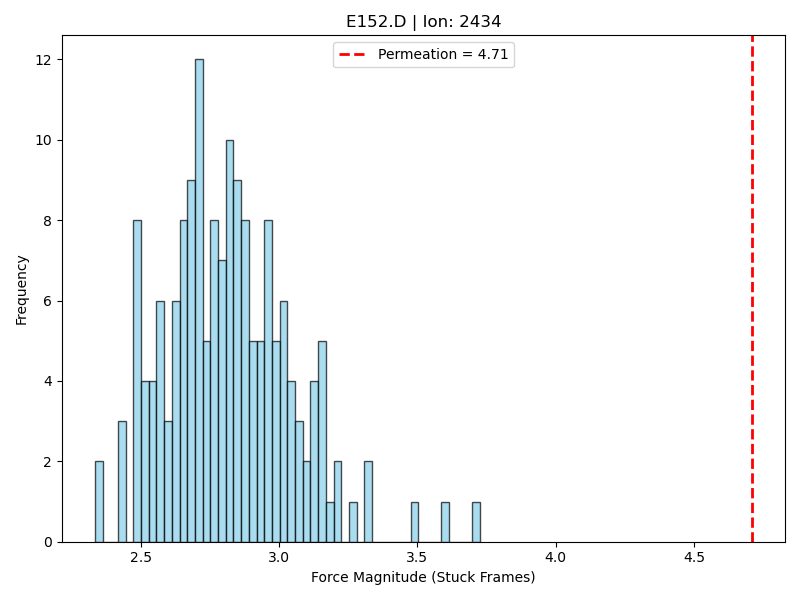 E152.D | Ion: 2434
Permeation = 4.71
Frequency
12
10
8
6
4
2
0
2.5 3.0 3.5 4.0 4.5
Force Magnitude (Stuck Frames)